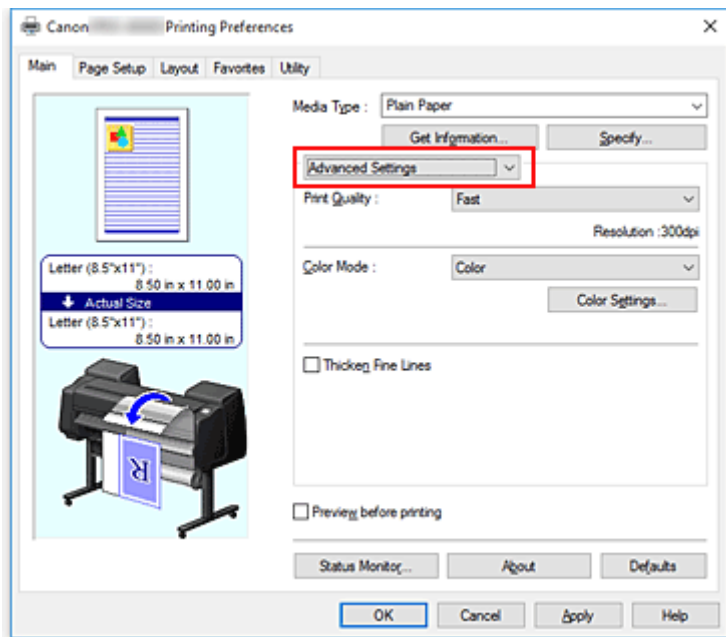 Canon Printing Preferences
Main Page Setup Layout Favorites Utility
Media Type : Plain Paper
Get Information... Specify...
Advanced Settings
Print Quality : Fast
Resolution :300dpi
Color Mode : Color
Color Settings...
Thicken Fine Lines
Letter (8.5"x11") :
8.50 in x 11.00 in
Actual Size
Letter (8.5"x11") :
8.50 in x 11.00 in
R
Preview before printing
Status Monitor... About Defaults
OK Cancel Apply Help